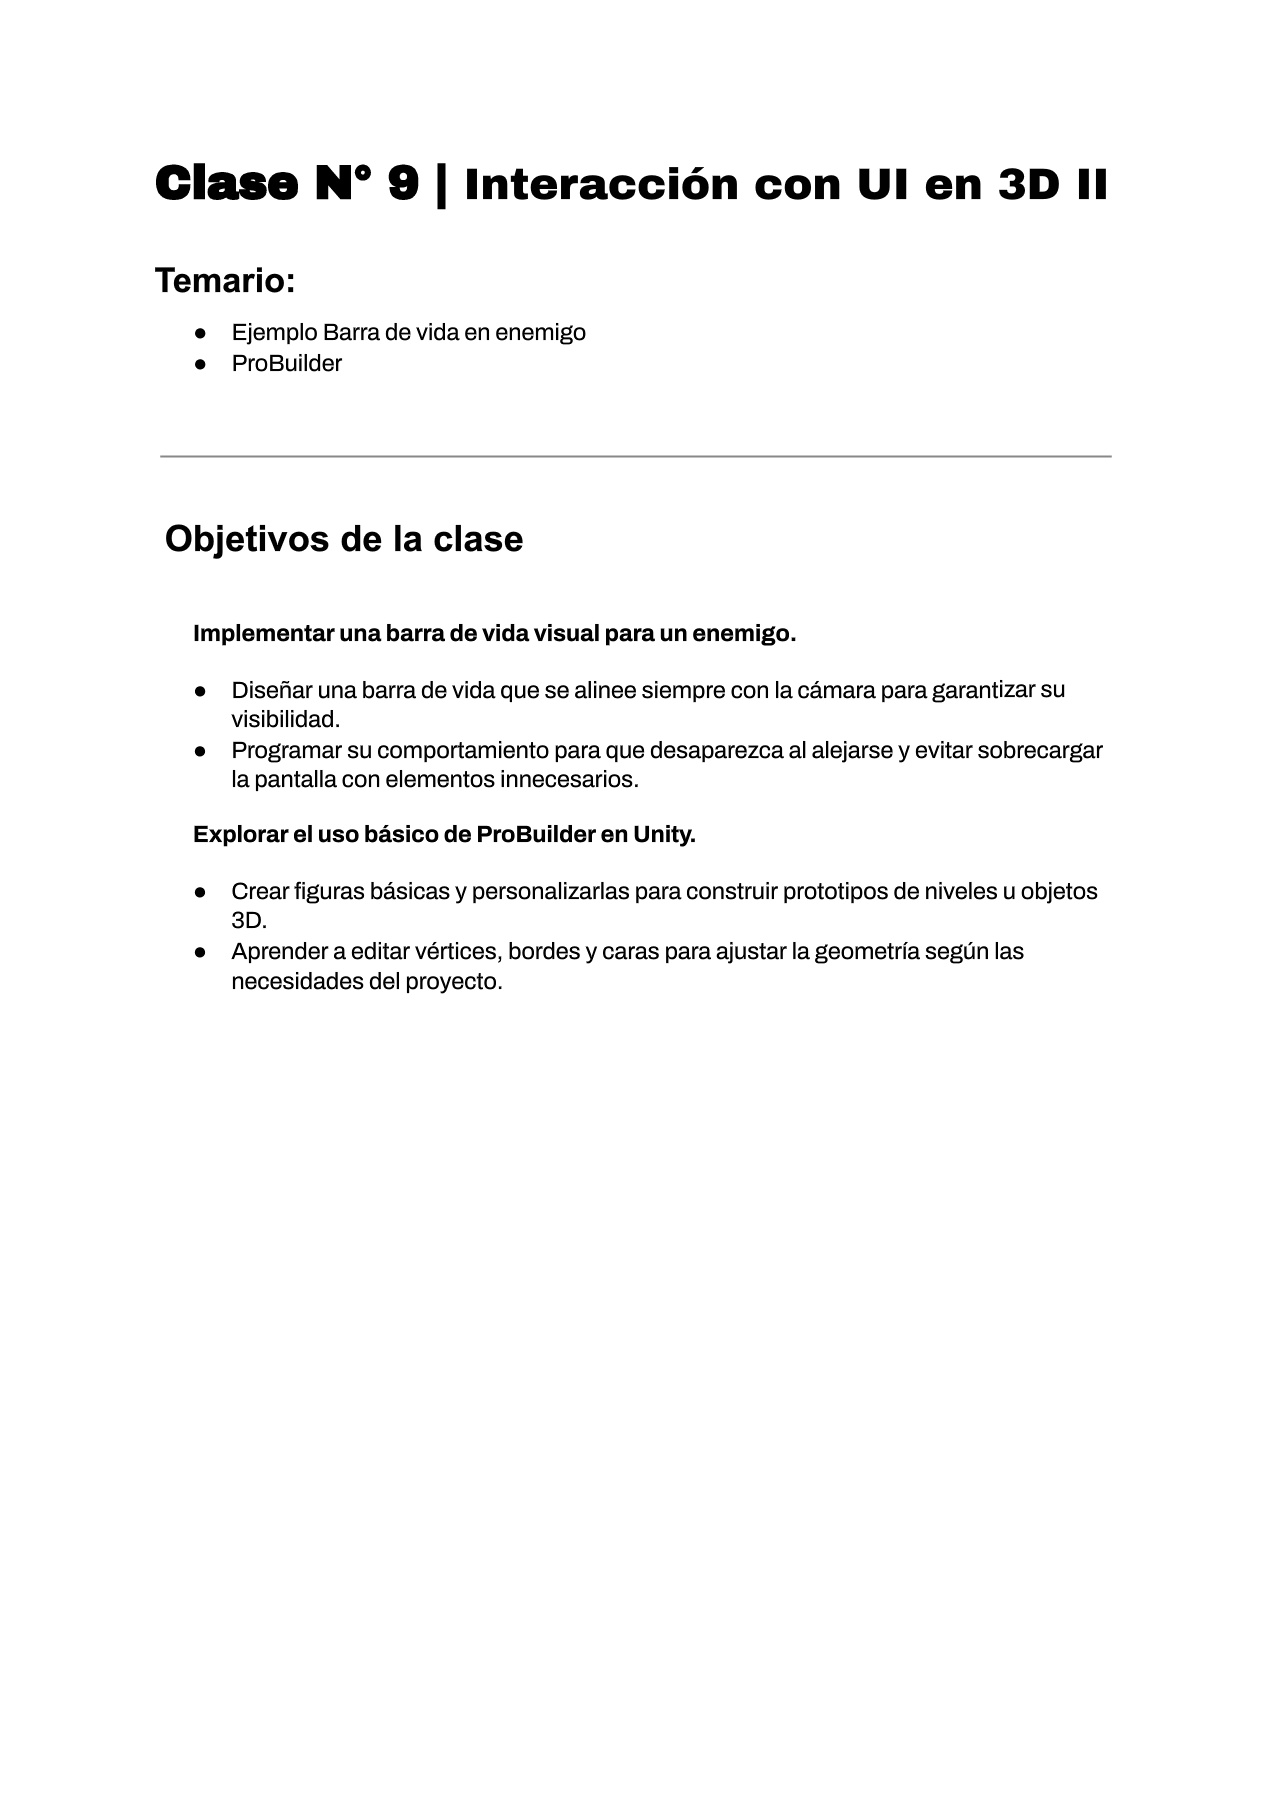 Clase N° 9 | Interacción con UI en 3D II
Temario:
● Ejemplo Barra de vida en enemigo
● ProBuilder
Objetivos de la clase
Implementar una barra de vida visual para un enemigo.
● Diseñar una barra de vida que se alinee siempre con la cámara para garantizar su
visibilidad.
● Programar su comportamiento para que desaparezca al alejarse y evitar sobrecargar
la pantalla con elementos innecesarios.
Explorar el uso básico de ProBuilder en Unity.
● Crear figuras básicas y personalizarlas para construir prototipos de niveles u objetos
3D.
● Aprender a editar vértices, bordes y caras para ajustar la geometría según las
necesidades del proyecto.